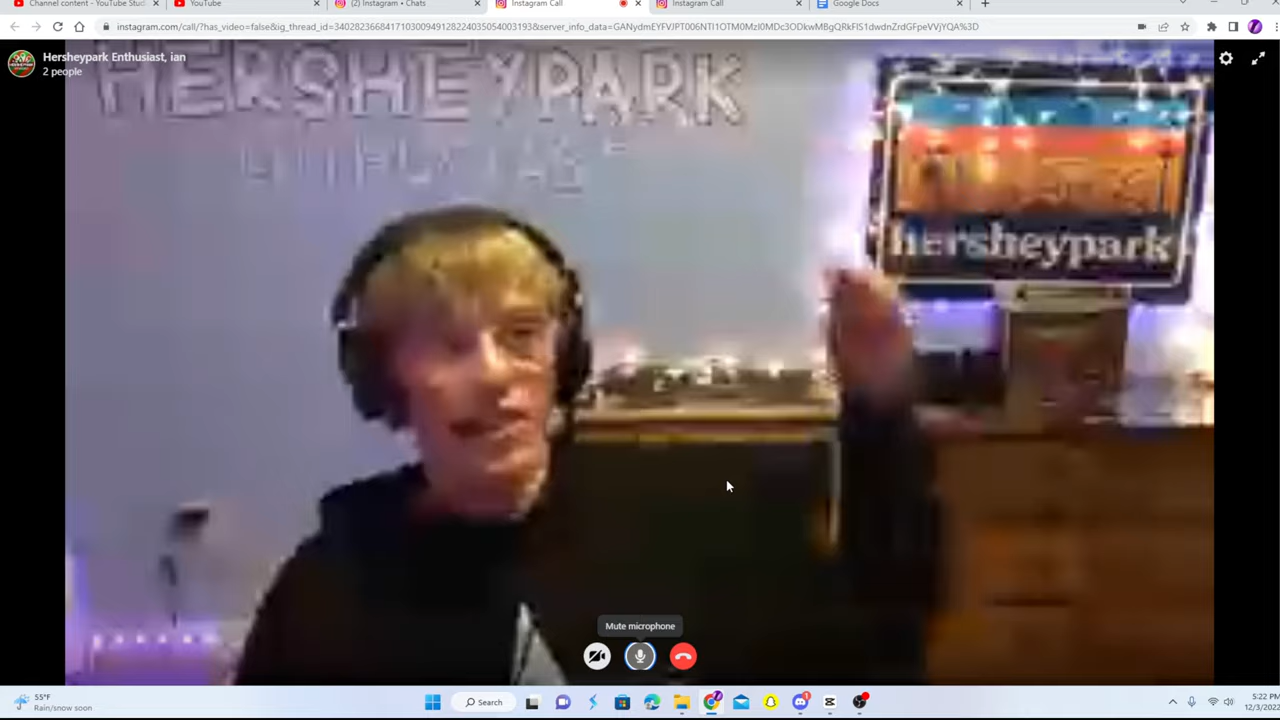 Channel content - YouTube Studi
YouTube
(2) Instagram • Chats
Instagram Call
Instagram Call
Google Docs
Hersheypark Enthusiast, ian
2 people
HERSHEYPARK
hersheypark
Mute microphone
55°F
Rain/snow soon
Search
5:22 PM
12/3/2022